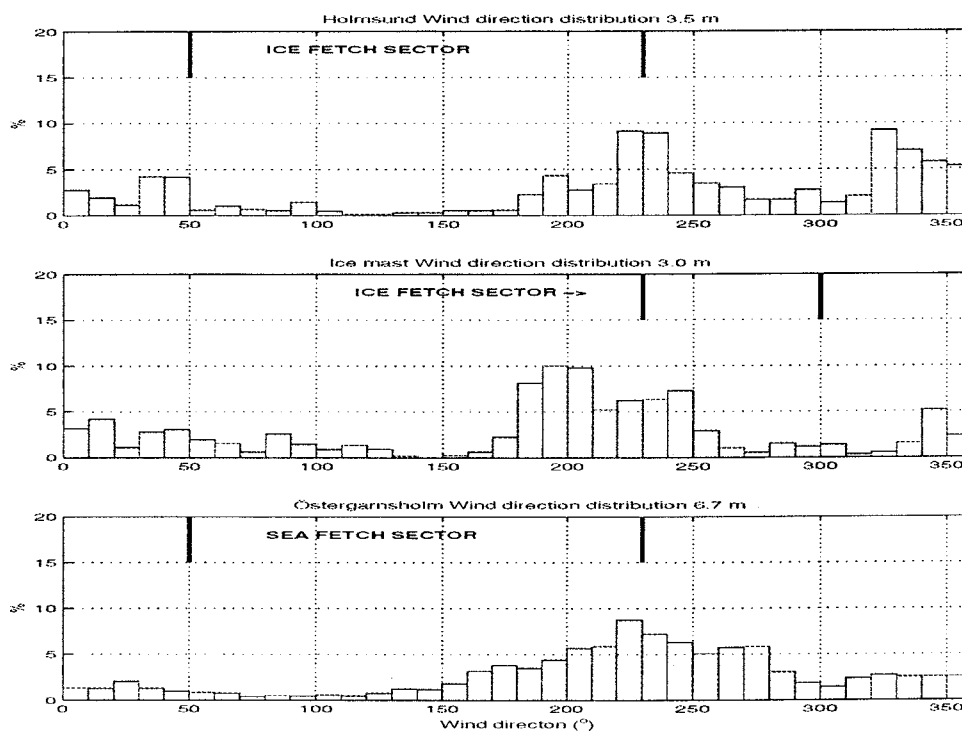 Holmsund Wind direction distribution 3.5 m
20
ICE FETCH SECTOR
15
10
%
5
0
0 50 100 150 200 250 300 350
Ice mast Wind direction distribution 3.0 m
20
ICE FETCH SECTOR -->
15
10
%
5
0
0 50 100 150 200 250 300 350
Östergarnsholm Wind direction distribution 6.7 m
20
SEA FETCH SECTOR
15
10
%
5
0
0 50 100 150 200 250 300 350
Wind directon (°)